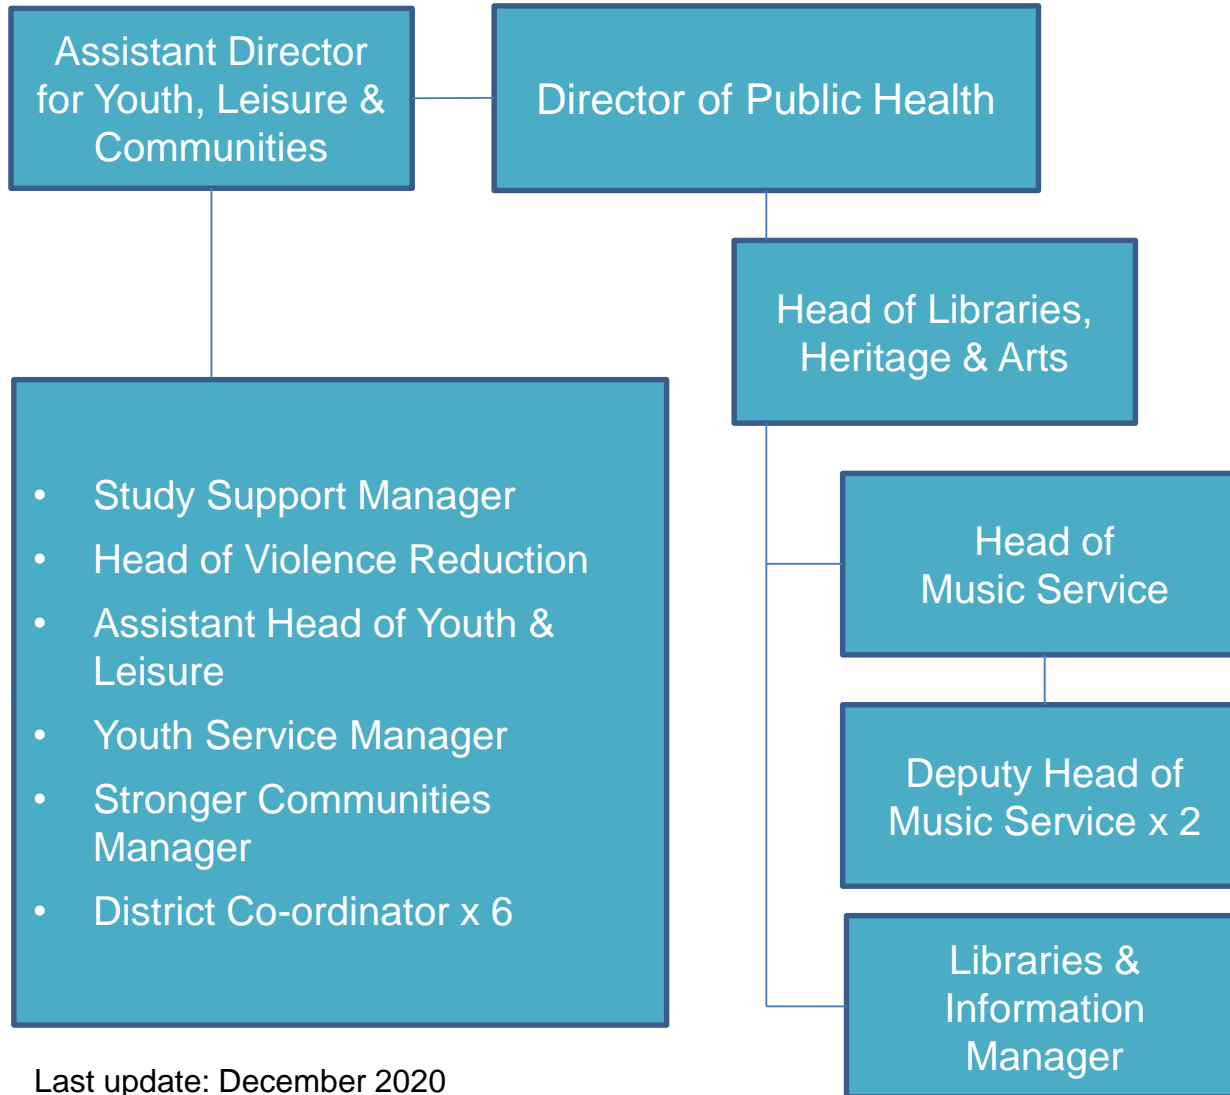 Assistant Director
for Youth, Leisure &
Communities
Director of Public Health
Head of Libraries,
Heritage & Arts
• Study Support Manager
• Head of Violence Reduction
• Assistant Head of Youth &
Leisure
• Youth Service Manager
• Stronger Communities
Manager
• District Co-ordinator x 6
Head of
Music Service
Deputy Head of
Music Service x 2
Libraries &
Information
Manager
Last update: December 2020